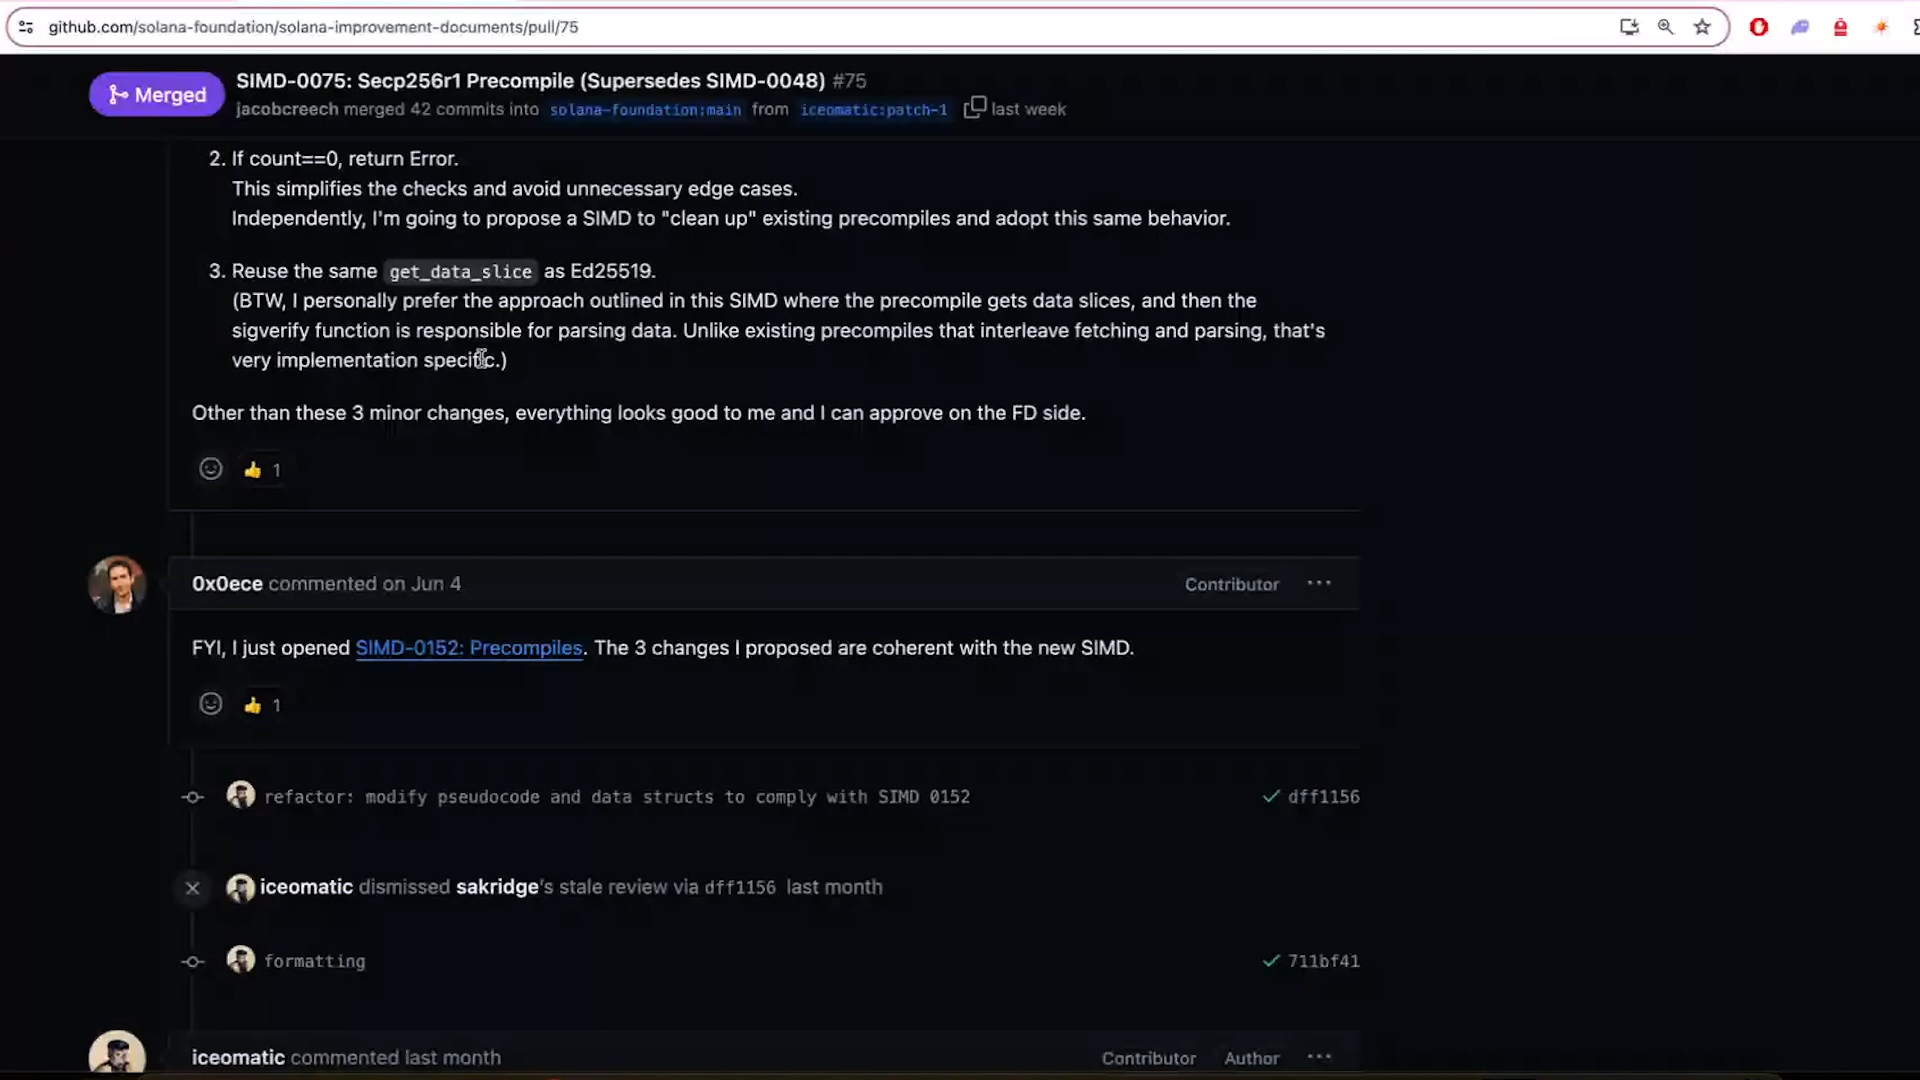 github.com/solana-foundation/solana-improvement-documents/pull/75
Merged
SIMD-0075: Secp256r1 Precompile (Supersedes SIMD-0048) #75
jacobcreech merged 42 commits into solana-foundation:main from iceomatic:patch-1 last week
2. If count==0, return Error.
This simplifies the checks and avoid unnecessary edge cases.
Independently, I'm going to propose a SIMD to "clean up" existing precompiles and adopt this same behavior.
3. Reuse the same get_data_slice as Ed25519.
(BTW, I personally prefer the approach outlined in this SIMD where the precompile gets data slices, and then the
sigverify function is responsible for parsing data. Unlike existing precompiles that interleave fetching and parsing, that's
very implementation specific.)
Other than these 3 minor changes, everything looks good to me and I can approve on the FD side.
👍 1
0x0ece commented on Jun 4 Contributor ···
FYI, I just opened SIMD-0152: Precompiles. The 3 changes I proposed are coherent with the new SIMD.
👍 1
refactor: modify pseudocode and data structs to comply with SIMD 0152 dff1156
iceomatic dismissed sakridge's stale review via dff1156 last month
formatting 711bf41
iceomatic commented last month Contributor Author ···